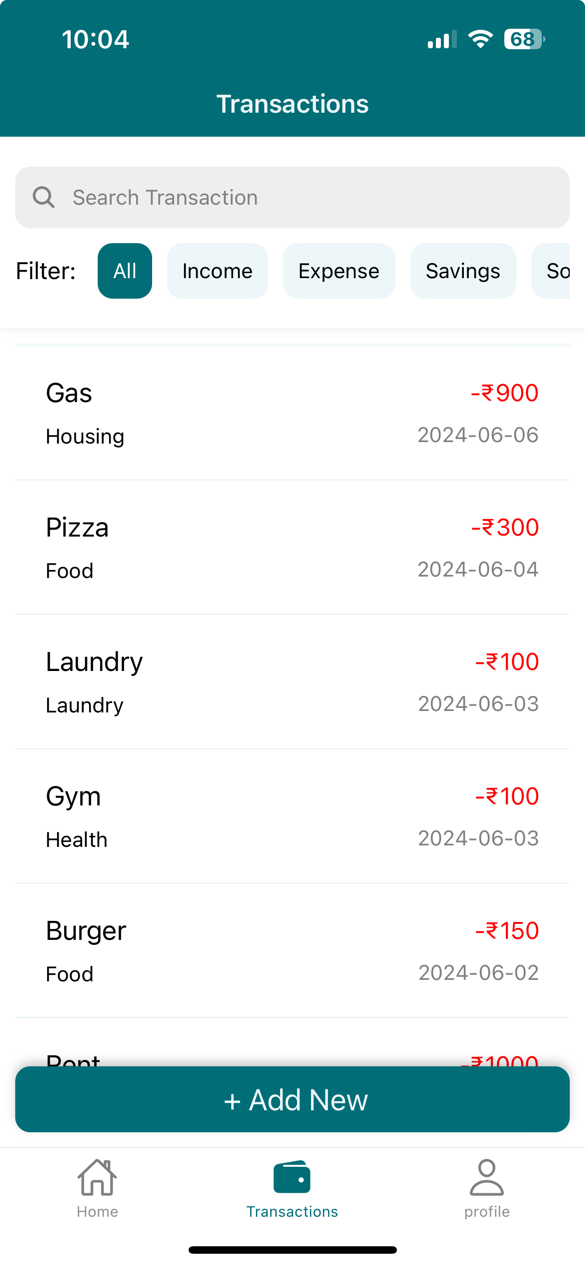 10:04
68
Transactions
Search Transaction
Filter: All Income Expense Savings So
Gas -₹900
Housing 2024-06-06
Pizza -₹300
Food 2024-06-04
Laundry -₹100
Laundry 2024-06-03
Gym -₹100
Health 2024-06-03
Burger -₹150
Food 2024-06-02
Rent -₹1000
+ Add New
Home Transactions profile